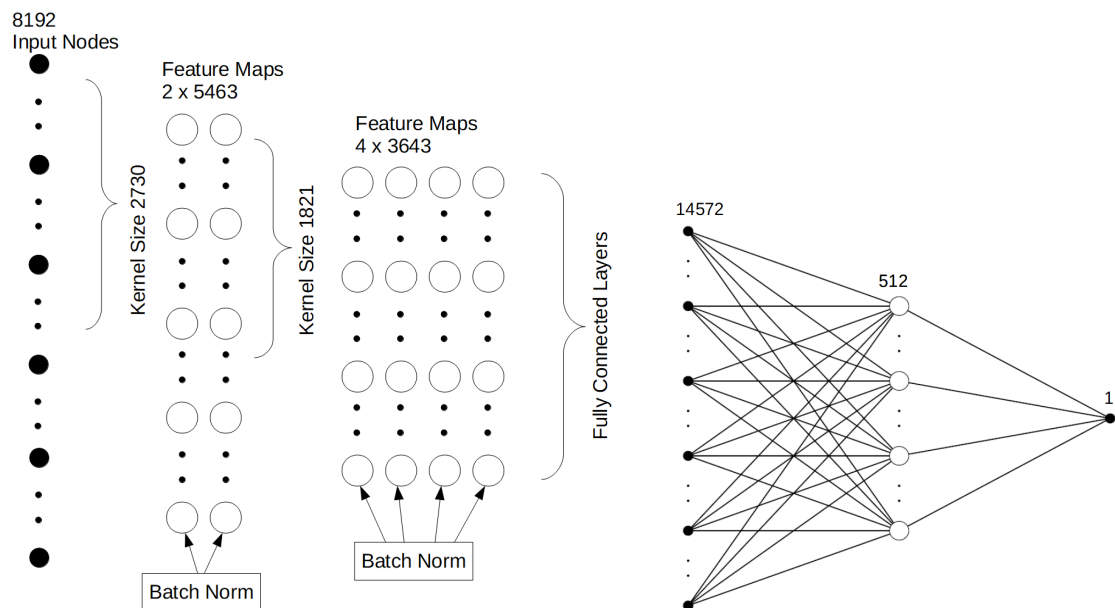 8192
Input Nodes
Kernel Size 2730
Feature Maps
2 x 5463
Batch Norm
Kernel Size 1821
Feature Maps
4 x 3643
Batch Norm
Fully Connected Layers
14572
512
1